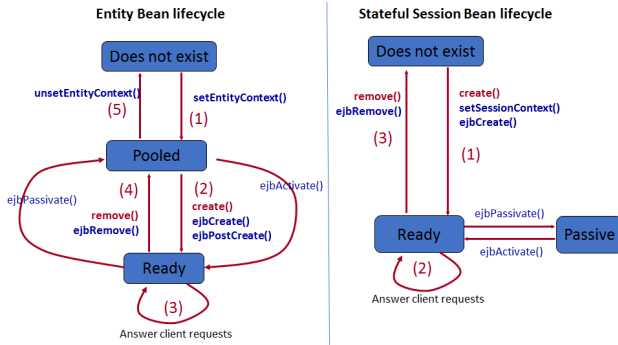 Entity Bean lifecycle
Does not exist
unsetEntityContext()
(5)
setEntityContext()
(1)
Pooled
ejbPassivate()
(4)
remove()
ejbRemove()
(2)
create()
ejbCreate()
ejbPostCreate()
ejbActivate()
Ready
(3)
Answer client requests
Stateful Session Bean lifecycle
Does not exist
remove()
ejbRemove()
(3)
create()
setSessionContext()
ejbCreate()
(1)
Ready
ejbPassivate()
ejbActivate()
Passive
(2)
Answer client requests